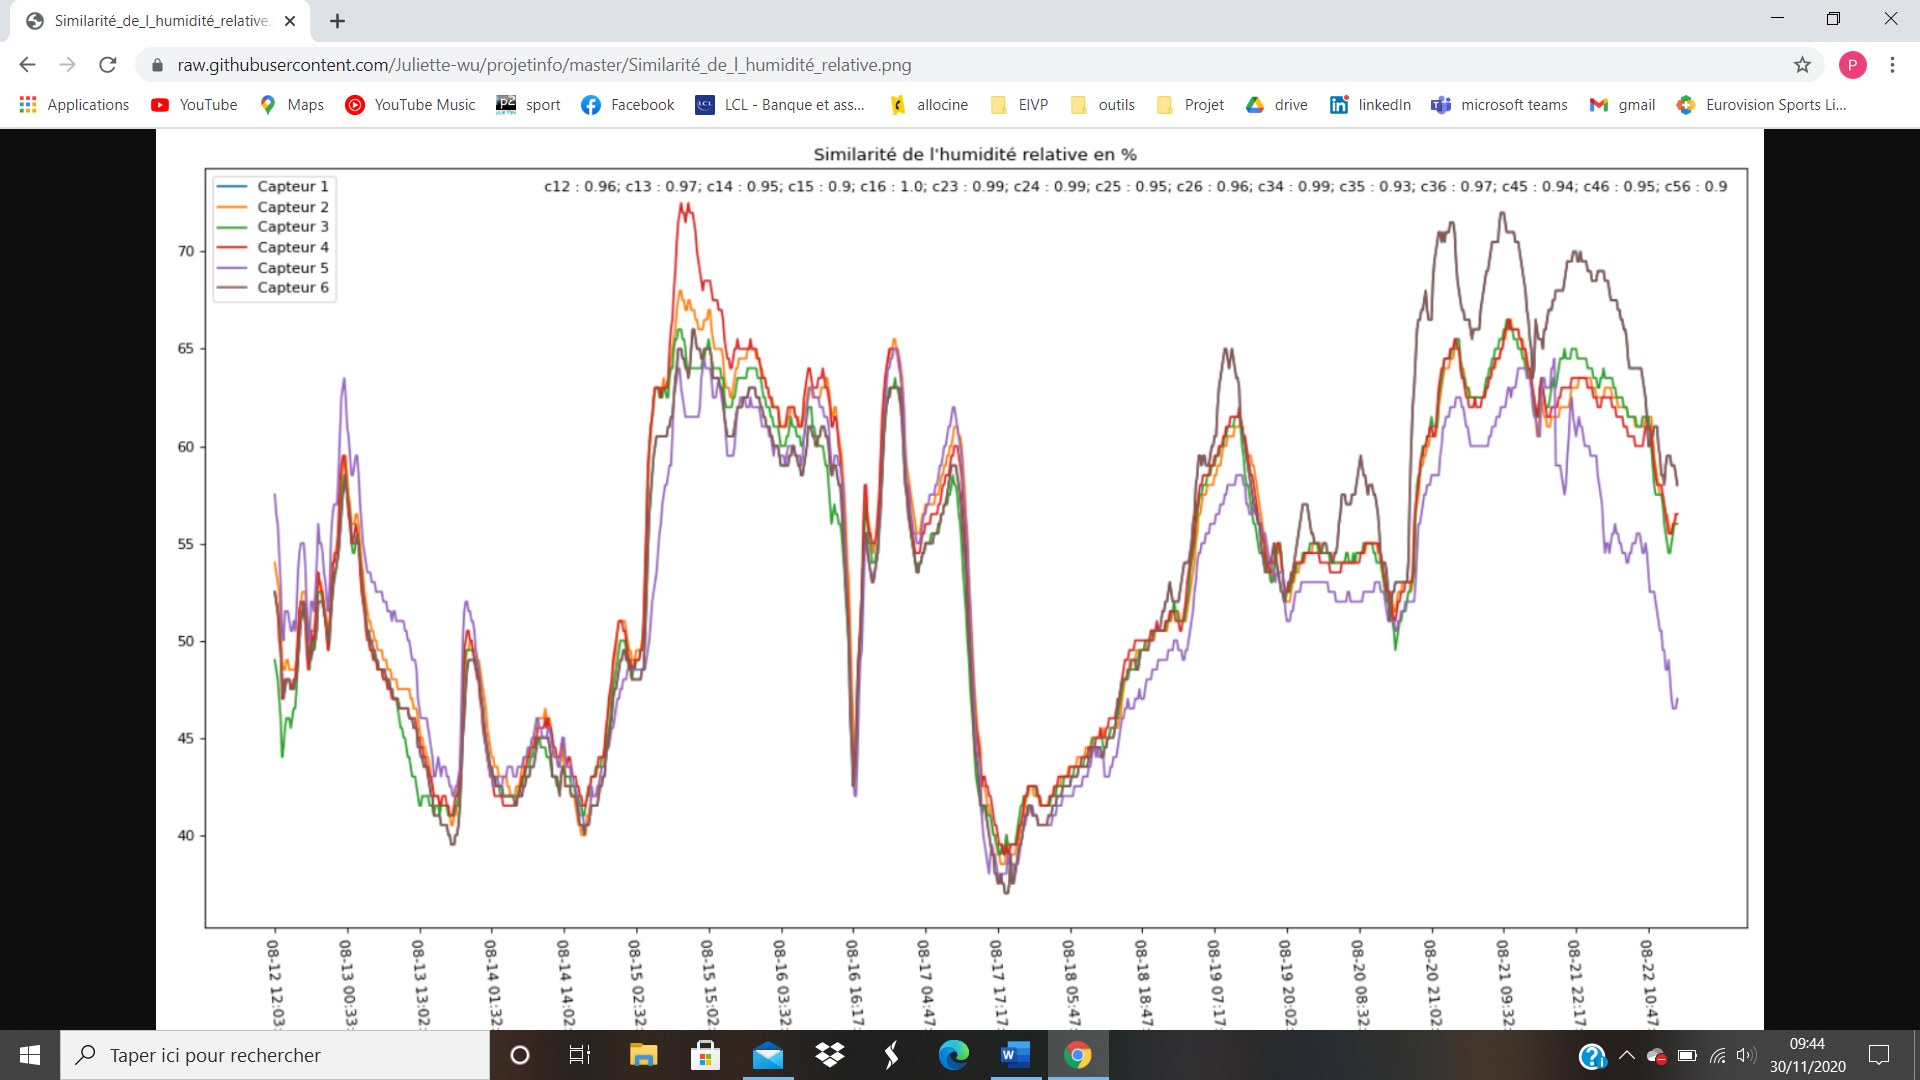 Similarité_de_l_humidité_relative.
raw.githubusercontent.com/Juliette-wu/projetinfo/master/Similarité_de_l_humidité_relative.png
P
Applications YouTube Maps YouTube Music sport Facebook LCL - Banque et ass... allocine EIVP outils Projet drive linkedIn microsoft teams gmail Eurovision Sports Li...
Similarité de l'humidité relative en %
c12 : 0.96; c13 : 0.97; c14 : 0.95; c15 : 0.9; c16 : 1.0; c23 : 0.99; c24 : 0.99; c25 : 0.95; c26 : 0.96; c34 : 0.99; c35 : 0.93; c36 : 0.97; c45 : 0.94; c46 : 0.95; c56 : 0.9
Capteur 1
Capteur 2
Capteur 3
Capteur 4
Capteur 5
Capteur 6
70
65
60
55
50
45
40
08-12 12:03:
08-13 00:33:
08-13 13:02:
08-14 01:32:
08-14 14:02:
08-15 02:32:
08-15 15:02:
08-16 03:32:
08-16 16:17:
08-17 04:47:
08-17 17:17:
08-18 05:47:
08-18 18:47:
08-19 07:17:
08-19 20:02:
08-20 08:32:
08-20 21:02:
08-21 09:32:
08-21 22:17:
08-22 10:47:
Taper ici pour rechercher
09:44
30/11/2020